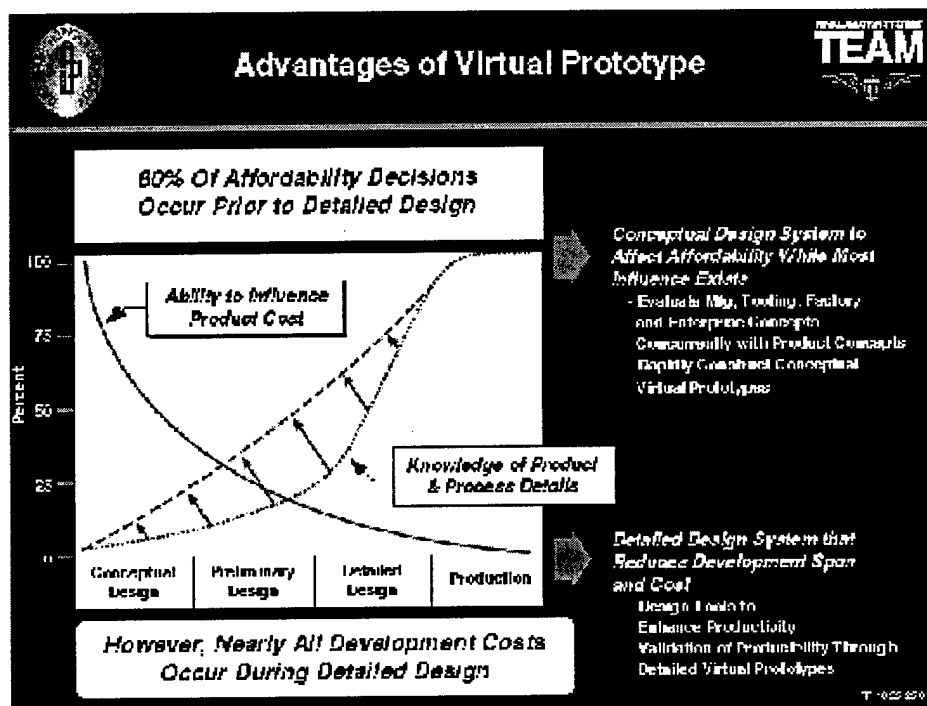 TEAM
Advantages of Virtual Prototype
Of Affordability Decisions
Occur Prior to Detailed Design
100
75
50
25
0
Percent
Ability to Influence
Product Cost
Knowledge of Product
& Process Details
Conceptual
Design
Preliminary
Design
Detailed
Design
Production
However, Nearly All Development Costs
Occur During Detailed Design
Conceptual Design System to
Affect Affordability While Most
Influence Exists
- Evaluate Mfg, Tooling, Factory
and Enterprise Concepts
Concurrently with Product Concepts
Rapidly Construct Conceptual
Virtual Prototypes
Detailed Design System that
Reduces Development Span
and Cost
Design Tools to
Enhance Productivity
Validation of Producibility Through
Detailed Virtual Prototypes